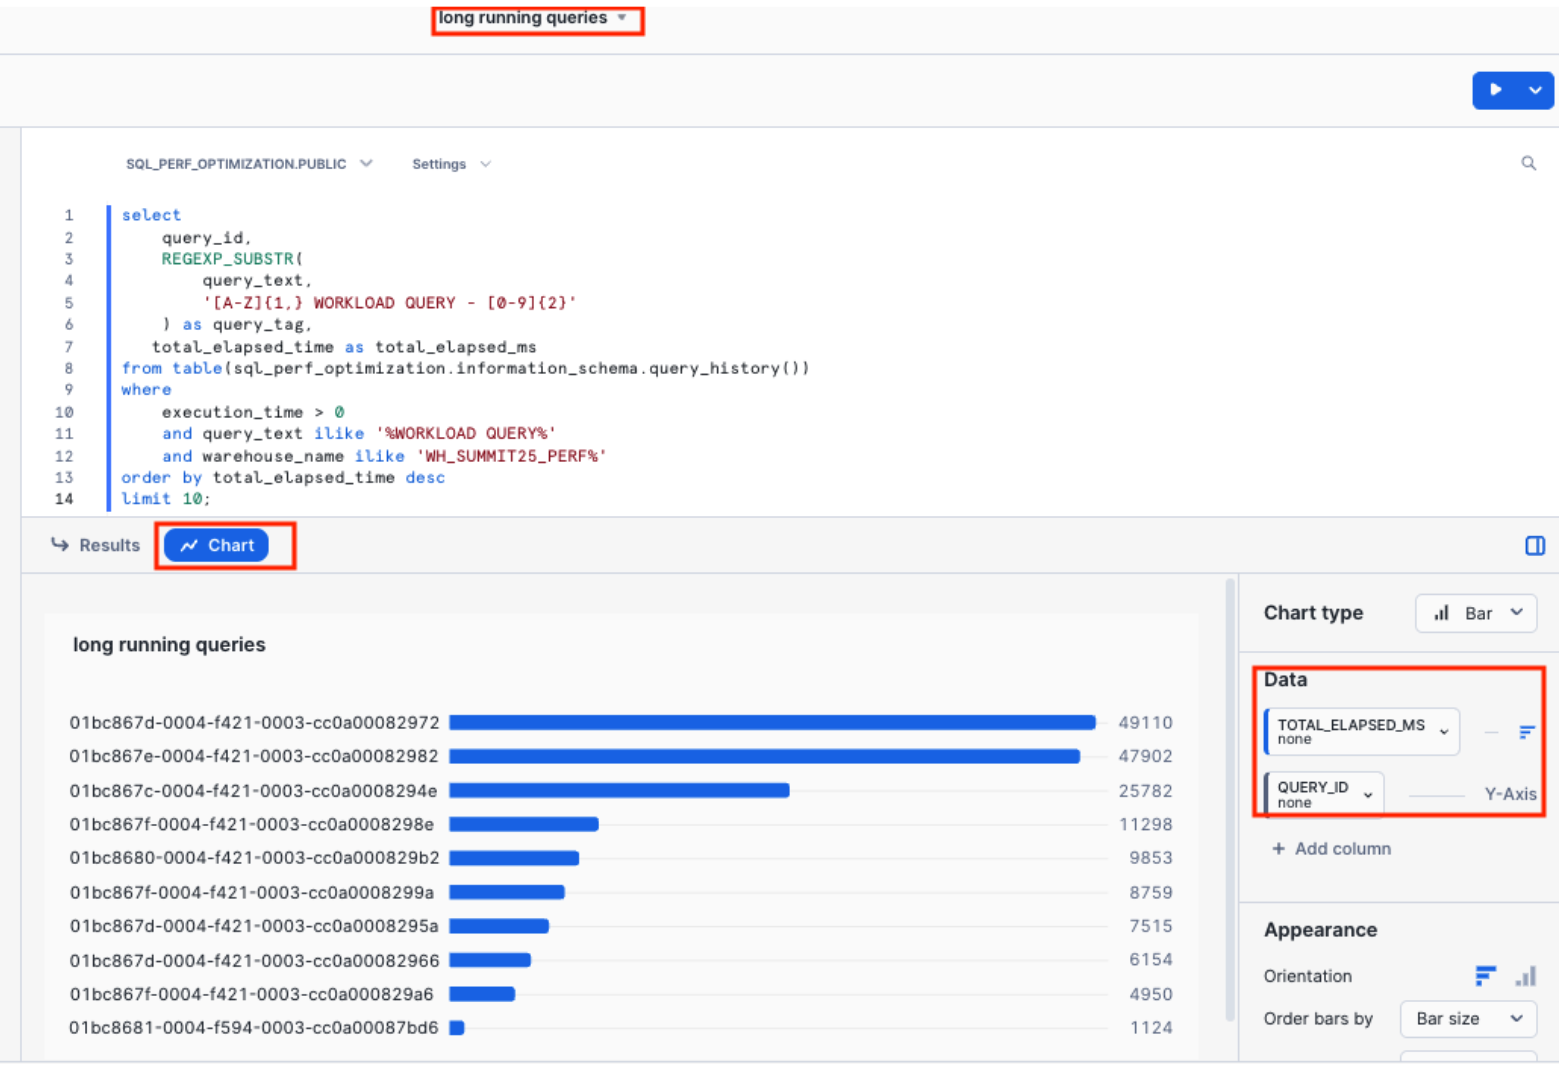 long running queries
SQL_PERF_OPTIMIZATION.PUBLIC Settings
1 select
2 query_id,
3 REGEXP_SUBSTR(
4 query_text,
5 '[A-Z]{1,} WORKLOAD QUERY - [0-9]{2}'
6 ) as query_tag,
7 total_elapsed_time as total_elapsed_ms
8 from table(sql_perf_optimization.information_schema.query_history())
9 where
10 execution_time > 0
11 and query_text ilike '%WORKLOAD QUERY%'
12 and warehouse_name ilike 'WH_SUMMIT25_PERF%'
13 order by total_elapsed_time desc
14 limit 10;
Results Chart
long running queries
01bc867d-0004-f421-0003-cc0a00082972 49110
01bc867e-0004-f421-0003-cc0a00082982 47902
01bc867c-0004-f421-0003-cc0a0008294e 25782
01bc867f-0004-f421-0003-cc0a0008298e 11298
01bc8680-0004-f421-0003-cc0a000829b2 9853
01bc867f-0004-f421-0003-cc0a0008299a 8759
01bc867d-0004-f421-0003-cc0a0008295a 7515
01bc867d-0004-f421-0003-cc0a00082966 6154
01bc867f-0004-f421-0003-cc0a000829a6 4950
01bc8681-0004-f594-0003-cc0a00087bd6 1124
Chart type Bar
Data
TOTAL_ELAPSED_MS
none
QUERY_ID
none
Y-Axis
+ Add column
Appearance
Orientation
Order bars by Bar size